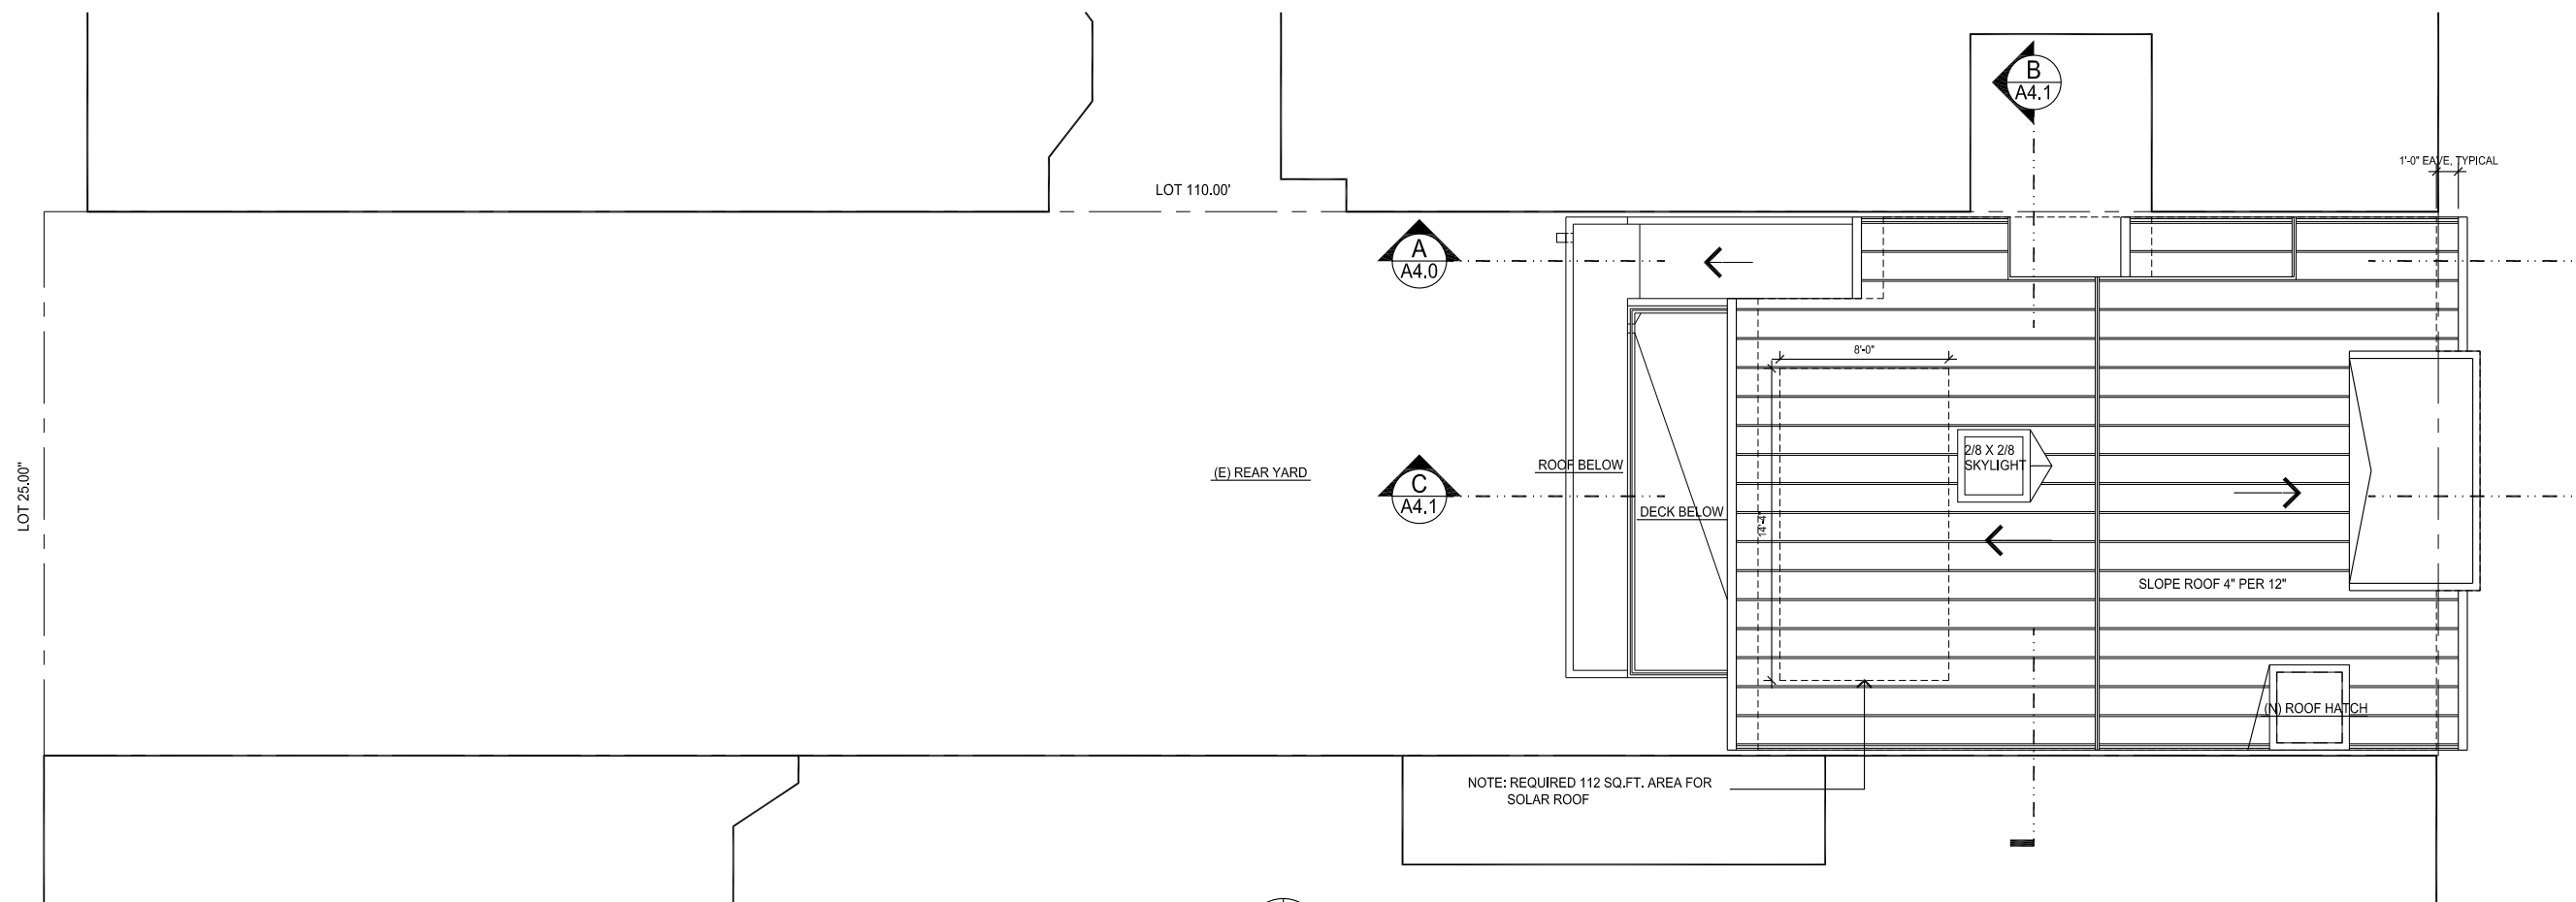 B
A4.1
1'-0" EAVE, TYPICAL
LOT 110.00'
A
A4.0
8'-0"
2/8 X 2/8
SKYLIGHT
ROOF BELOW
(E) REAR YARD
LOT 25.00"
C
A4.1
DECK BELOW
14'-4"
SLOPE ROOF 4" PER 12"
(N) ROOF HATCH
NOTE: REQUIRED 112 SQ.FT. AREA FOR
SOLAR ROOF